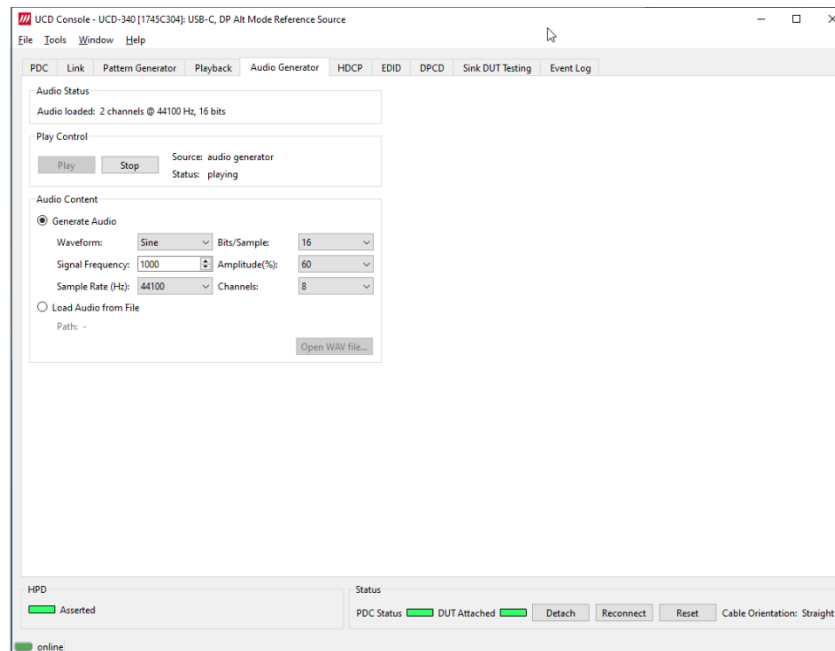 UCD Console - UCD-340 [1745C304]: USB-C, DP Alt Mode Reference Source
File Tools Window Help
PDC Link Pattern Generator Playback Audio Generator HDCP EDID DPCD Sink DUT Testing Event Log
Audio Status
Audio loaded: 2 channels @ 44100 Hz, 16 bits
Play Control
Play Stop Source: audio generator
Status: playing
Audio Content
Generate Audio
Waveform: Sine Bits/Sample: 16
Signal Frequency: 1000 Amplitude(%): 60
Sample Rate (Hz): 44100 Channels: 8
Load Audio from File
Path: -
Open WAV file...
HPD Status
Asserted PDC Status DUT Attached Detach Reconnect Reset Cable Orientation: Straight
online